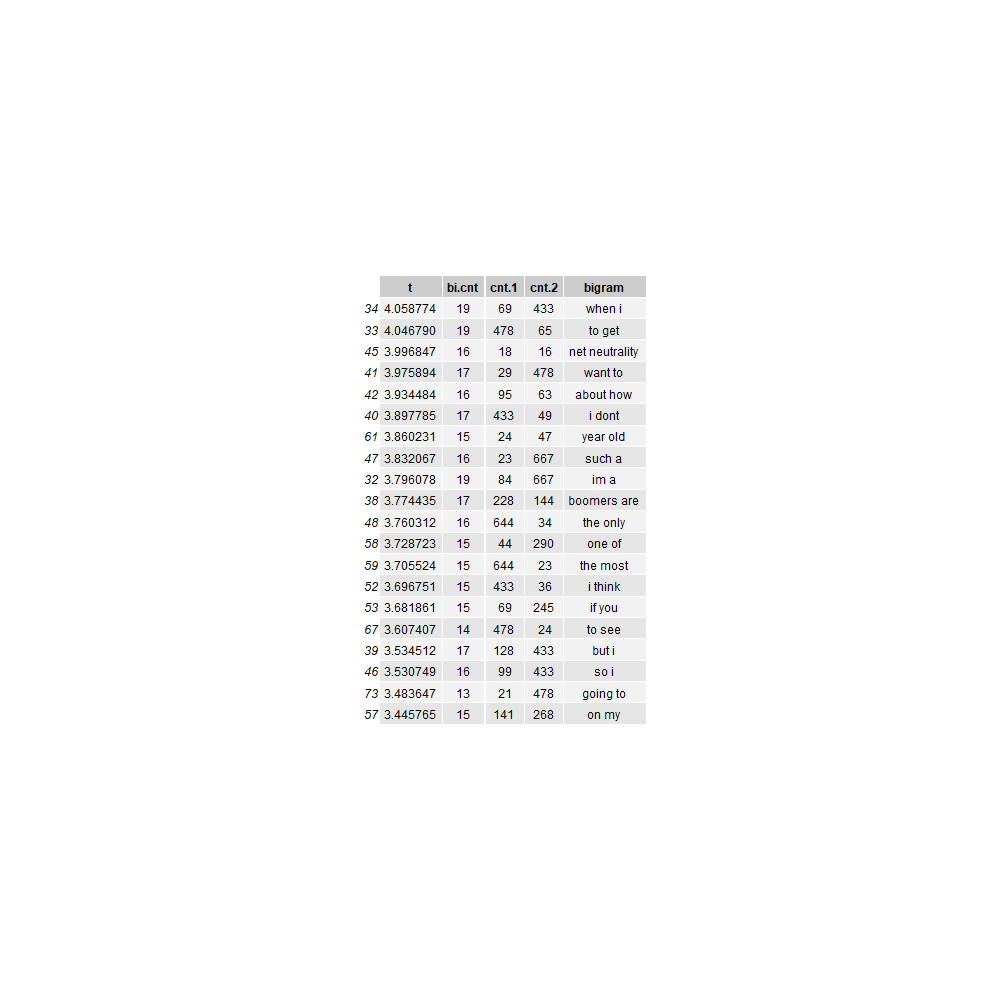 t bi.cnt cnt.1 cnt.2 bigram
34 4.058774 19 69 433 when i
33 4.046790 19 478 65 to get
45 3.996847 16 18 16 net neutrality
41 3.975894 17 29 478 want to
42 3.934484 16 95 63 about how
40 3.897785 17 433 49 i dont
61 3.860231 15 24 47 year old
47 3.832067 16 23 667 such a
32 3.796078 19 84 667 im a
38 3.774435 17 228 144 boomers are
48 3.760312 16 644 34 the only
58 3.728723 15 44 290 one of
59 3.705524 15 644 23 the most
52 3.696751 15 433 36 i think
53 3.681861 15 69 245 if you
67 3.607407 14 478 24 to see
39 3.534512 17 128 433 but i
46 3.530749 16 99 433 so i
73 3.483647 13 21 478 going to
57 3.445765 15 141 268 on my